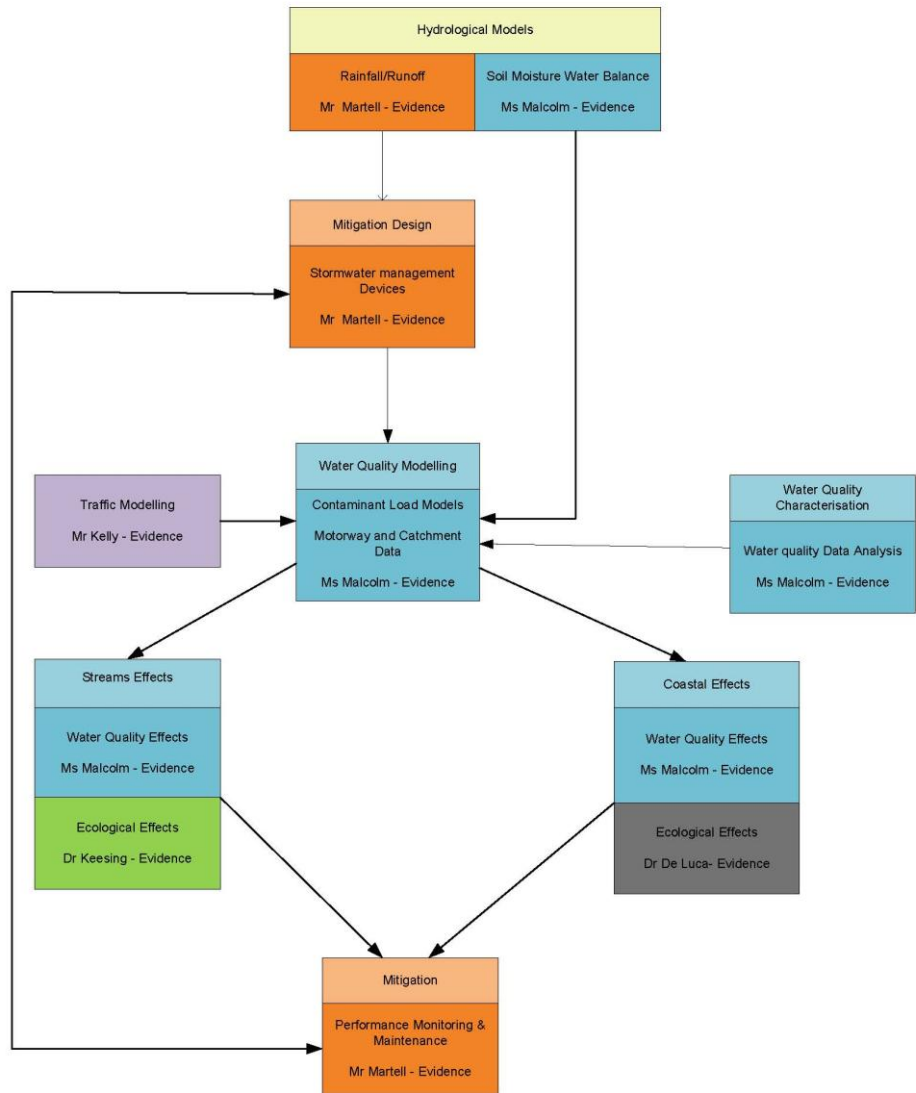 Hydrological Models
Rainfall/Runoff
Mr Martell - Evidence
Soil Moisture Water Balance
Ms Malcolm - Evidence
Mitigation Design
Stormwater management
Devices
Mr Martell - Evidence
Water Quality Modelling
Contaminant Load Models
Motorway and Catchment
Data
Ms Malcolm - Evidence
Traffic Modelling
Mr Kelly - Evidence
Water Quality
Characterisation
Water quality Data Analysis
Ms Malcolm - Evidence
Streams Effects
Water Quality Effects
Ms Malcolm - Evidence
Ecological Effects
Dr Keesing - Evidence
Coastal Effects
Water Quality Effects
Ms Malcolm - Evidence
Ecological Effects
Dr De Luca- Evidence
Mitigation
Performance Monitoring &
Maintenance
Mr Martell - Evidence